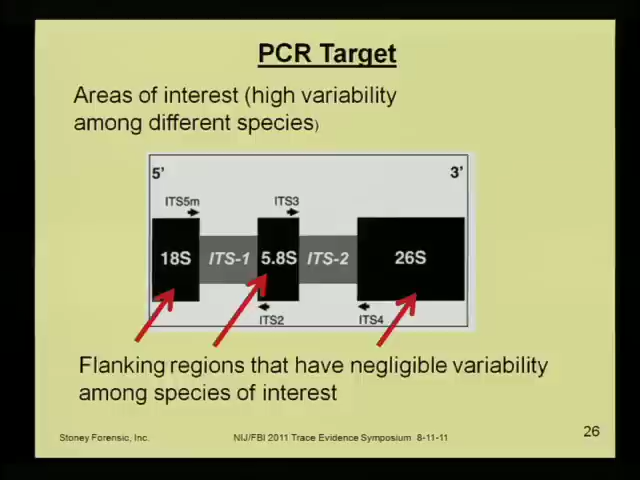 PCR Target
Areas of interest (high variability
among different species)
5’ 3’
ITS5m ITS3
18S ITS-1 5.8S ITS-2 26S
ITS2 ITS4
Flanking regions that have negligible variability
among species of interest
Stoney Forensic, Inc. NIJ/FBI 2011 Trace Evidence Symposium 8-11-11 26